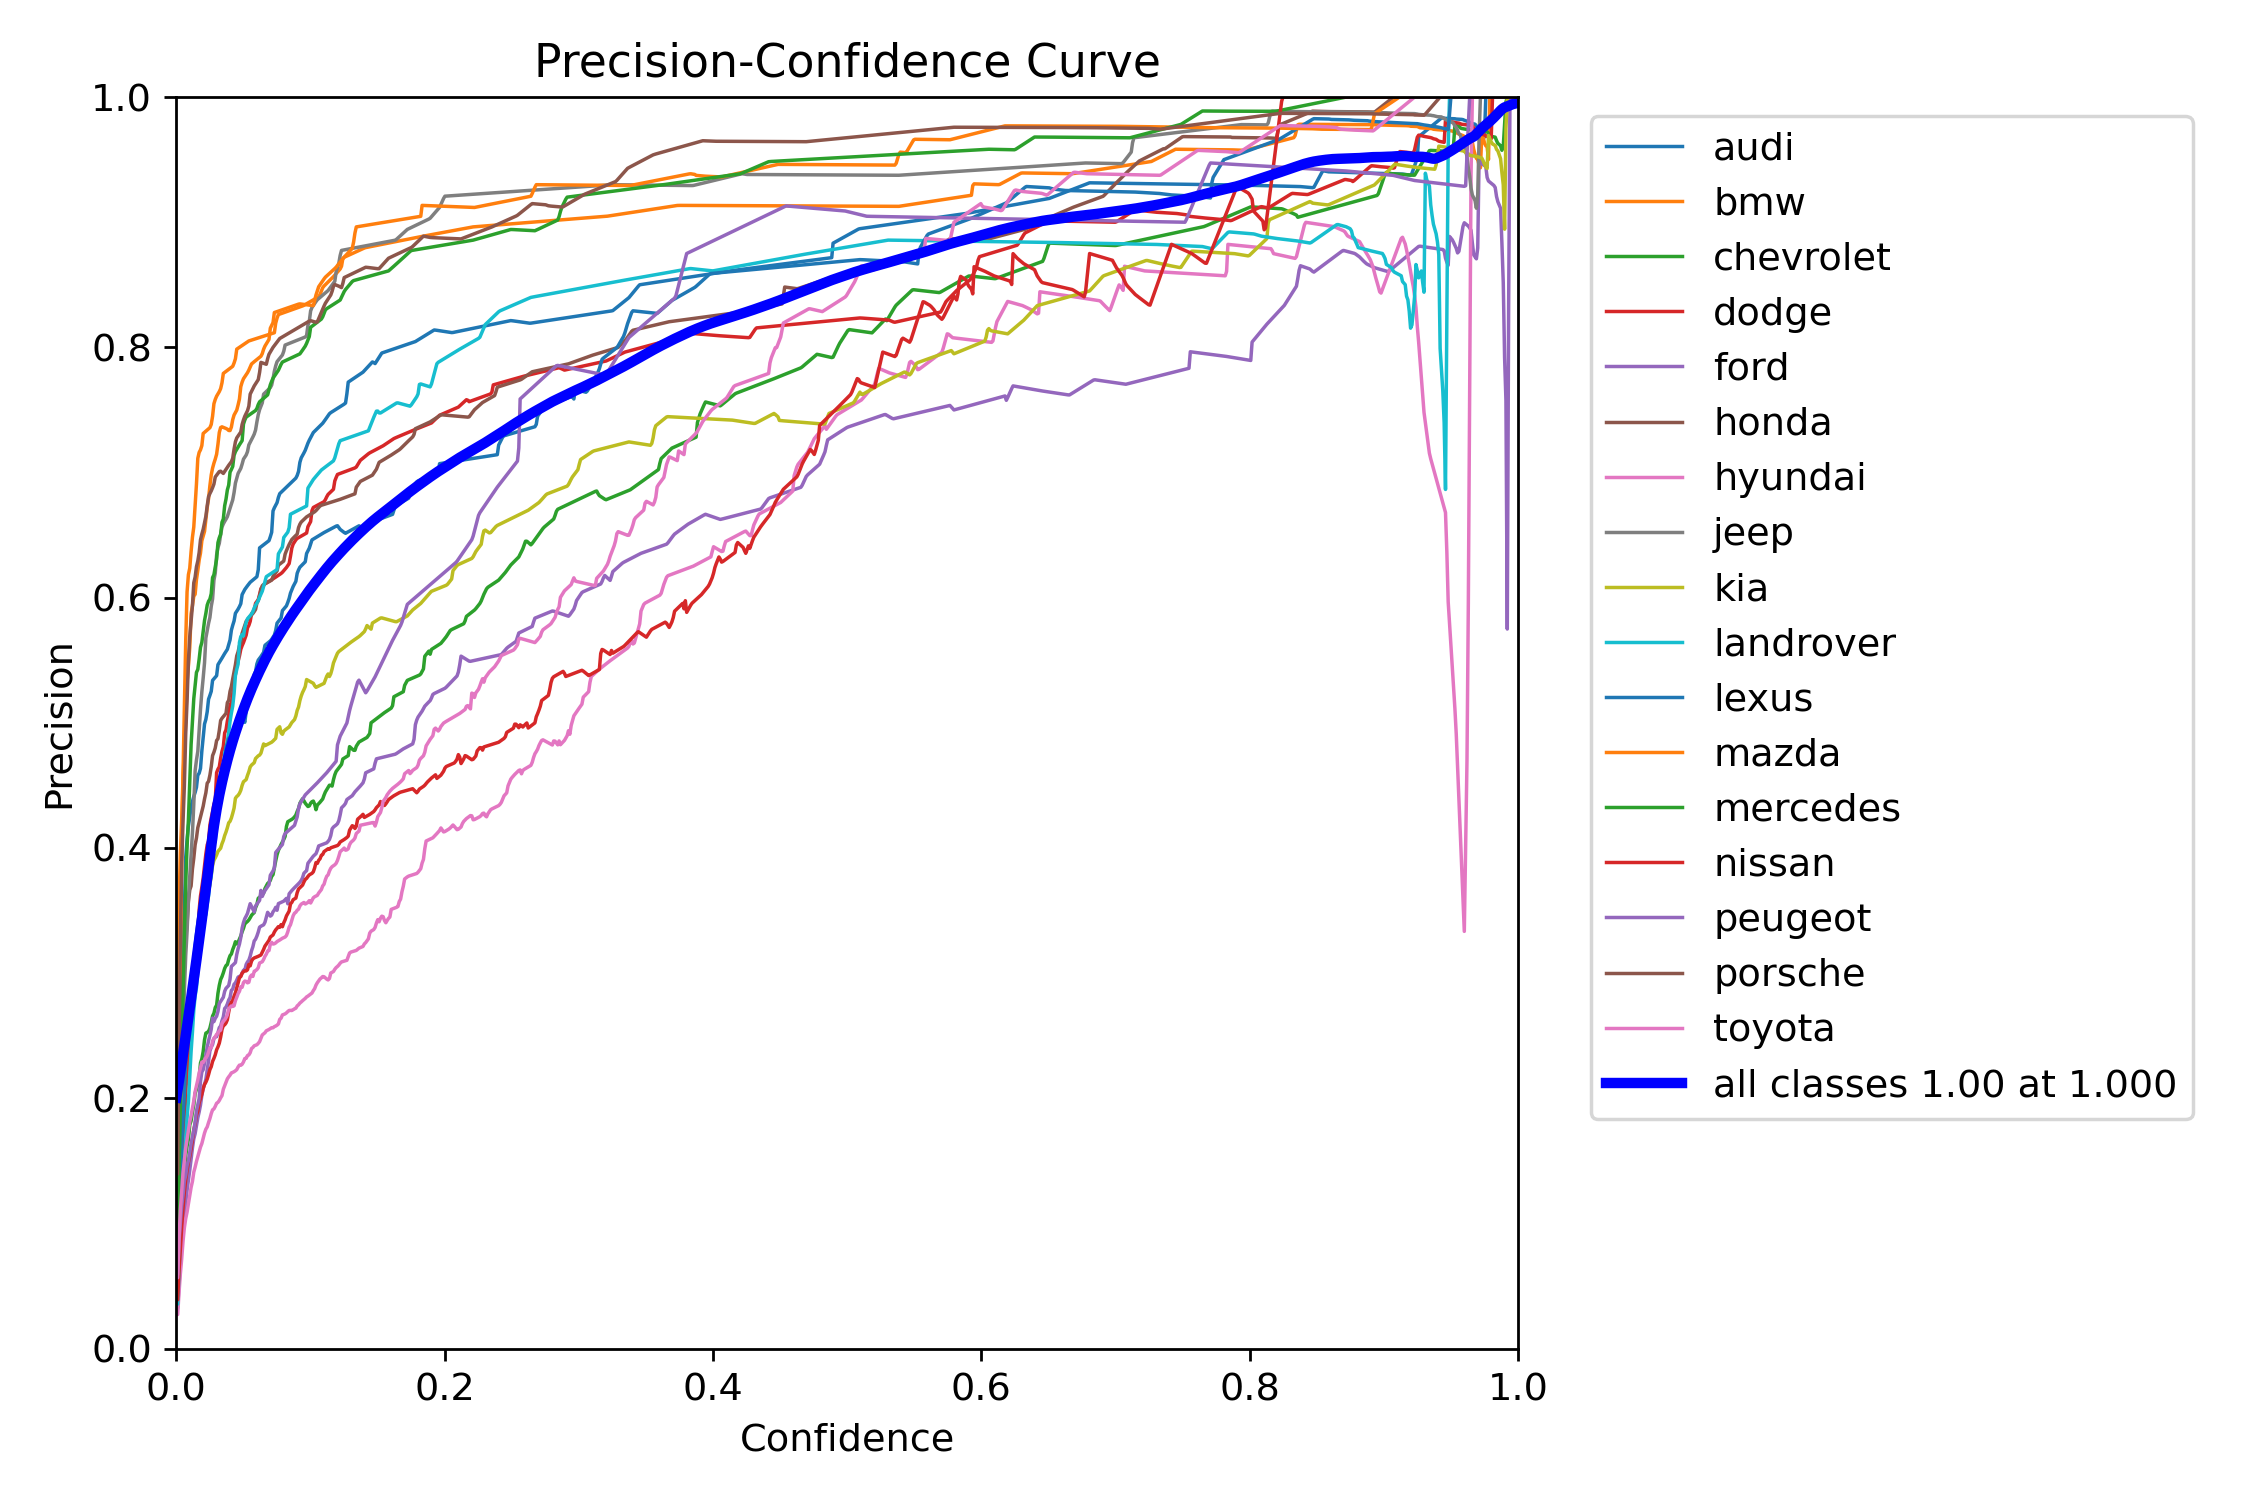 Precision-Confidence Curve
1.0
0.8
0.6
0.4
0.2
0.0
Precision
0.0 0.2 0.4 0.6 0.8 1.0
Confidence
audi
bmw
chevrolet
dodge
ford
honda
hyundai
jeep
kia
landrover
lexus
mazda
mercedes
nissan
peugeot
porsche
toyota
all classes 1.00 at 1.000